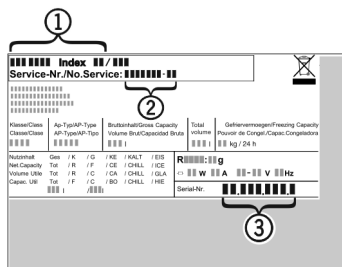 1
Index /
Service-Nr./No.Service: -
2
Klasse/Class Ap-Typ/AP-Type Bruttoinhalt/Gross Capacity Total Gefriervermoegen/Freezing Capacity
Classe/Clase AP-Type/AP-Tipo Volume Brut/Capacidad Bruta volume Pouvoir de Congel./Capac.Congeladora
l l kg / 24 h
Nutzinhalt Ges / K / G / KE / KALT / EIS
Net Capacity Tot / R / F / CE / CHILL / ICE
Volume Utile Tot / R / C / CA / CHILL / GLA
Capac. Util Tot / F / C / BO / CHILL / HIE
l / l
R : g
W A - V Hz
Serial-Nr. . . .
3